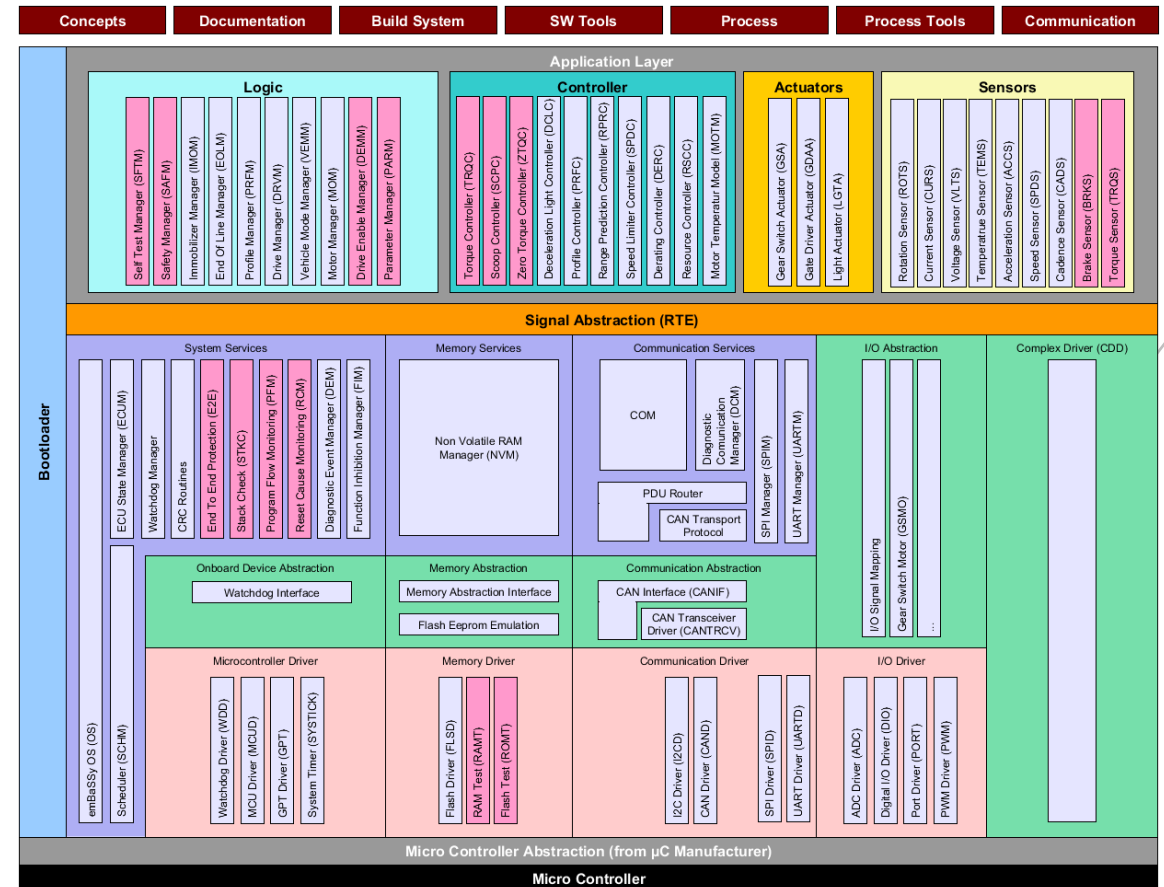 Concepts
Documentation
Build System
SW Tools
Process
Process Tools
Communication
Bootloader
Application Layer
Logic
Self Test Manager (SFTM)
Safety Manager (SAFM)
Immobilizer Manager (IMOM)
End Of Line Manager (EOLM)
Profile Manager (PRFM)
Drive Manager (DRVM)
Vehicle Mode Manager (VEMM)
Motor Manager (MOM)
Drive Enable Manager (DEMM)
Parameter Manager (PARM)
Controller
Torque Controller (TRQC)
Scoop Controller (SCPC)
Zero Torque Controller (ZTQC)
Deceleration Light Controller (DCLC)
Profile Controller (PRFC)
Range Prediction Controller (RPRC)
Speed Limiter Controller (SPDC)
Derating Controller (DERC)
Resource Controller (RSCC)
Motor Temperatur Model (MOTM)
Actuators
Gear Switch Actuator (GSA)
Gate Driver Actuator (GDAA)
Light Actuator (LGTA)
Sensors
Rotation Sensor (ROTS)
Current Sensor (CURS)
Voltage Sensor (VLTS)
Temperatrue Sensor (TEMS)
Acceleration Sensor (ACCS)
Speed Sensor (SPDS)
Cadence Sensor (CADS)
Brake Sensor (BRKS)
Torque Sensor (TRQS)
Signal Abstraction (RTE)
System Services
emBaSSy OS (OS)
ECU State Manager (ECUM)
Scheduler (SCHM)
Watchdog Manager
CRC Routines
End To End Protection (E2E)
Stack Check (STKC)
Program Flow Monitoring (PFM)
Reset Cause Monitoring (RCM)
Diagnostic Event Manager (DEM)
Function Inhibition Manager (FIM)
Memory Services
Non Volatile RAM
Manager (NVM)
Communication Services
COM
Diagnostic
Comunication
Manager (DCM)
PDU Router
CAN Transport
Protocol
SPI Manager (SPIM)
UART Manager (UARTM)
I/O Abstraction
I/O Signal Mapping
Gear Switch Motor (GSMO)
...
Complex Driver (CDD)
Onboard Device Abstraction
Watchdog Interface
Memory Abstraction
Memory Abstraction Interface
Flash Eeprom Emulation
Communication Abstraction
CAN Interface (CANIF)
CAN Transceiver
Driver (CANTRCV)
Microcontroller Driver
Watchdog Driver (WDD)
MCU Driver (MCUD)
GPT Driver (GPT)
System Timer (SYSTICK)
Memory Driver
Flash Driver (FLSD)
RAM Test (RAMT)
Flash Test (ROMT)
Communication Driver
I2C Driver (I2CD)
CAN Driver (CAND)
SPI Driver (SPID)
UART Driver (UARTD)
I/O Driver
ADC Driver (ADC)
Digital I/O Driver (DIO)
Port Driver (PORT)
PWM Driver (PWM)
Micro Controller Abstraction (from µC Manufacturer)
Micro Controller